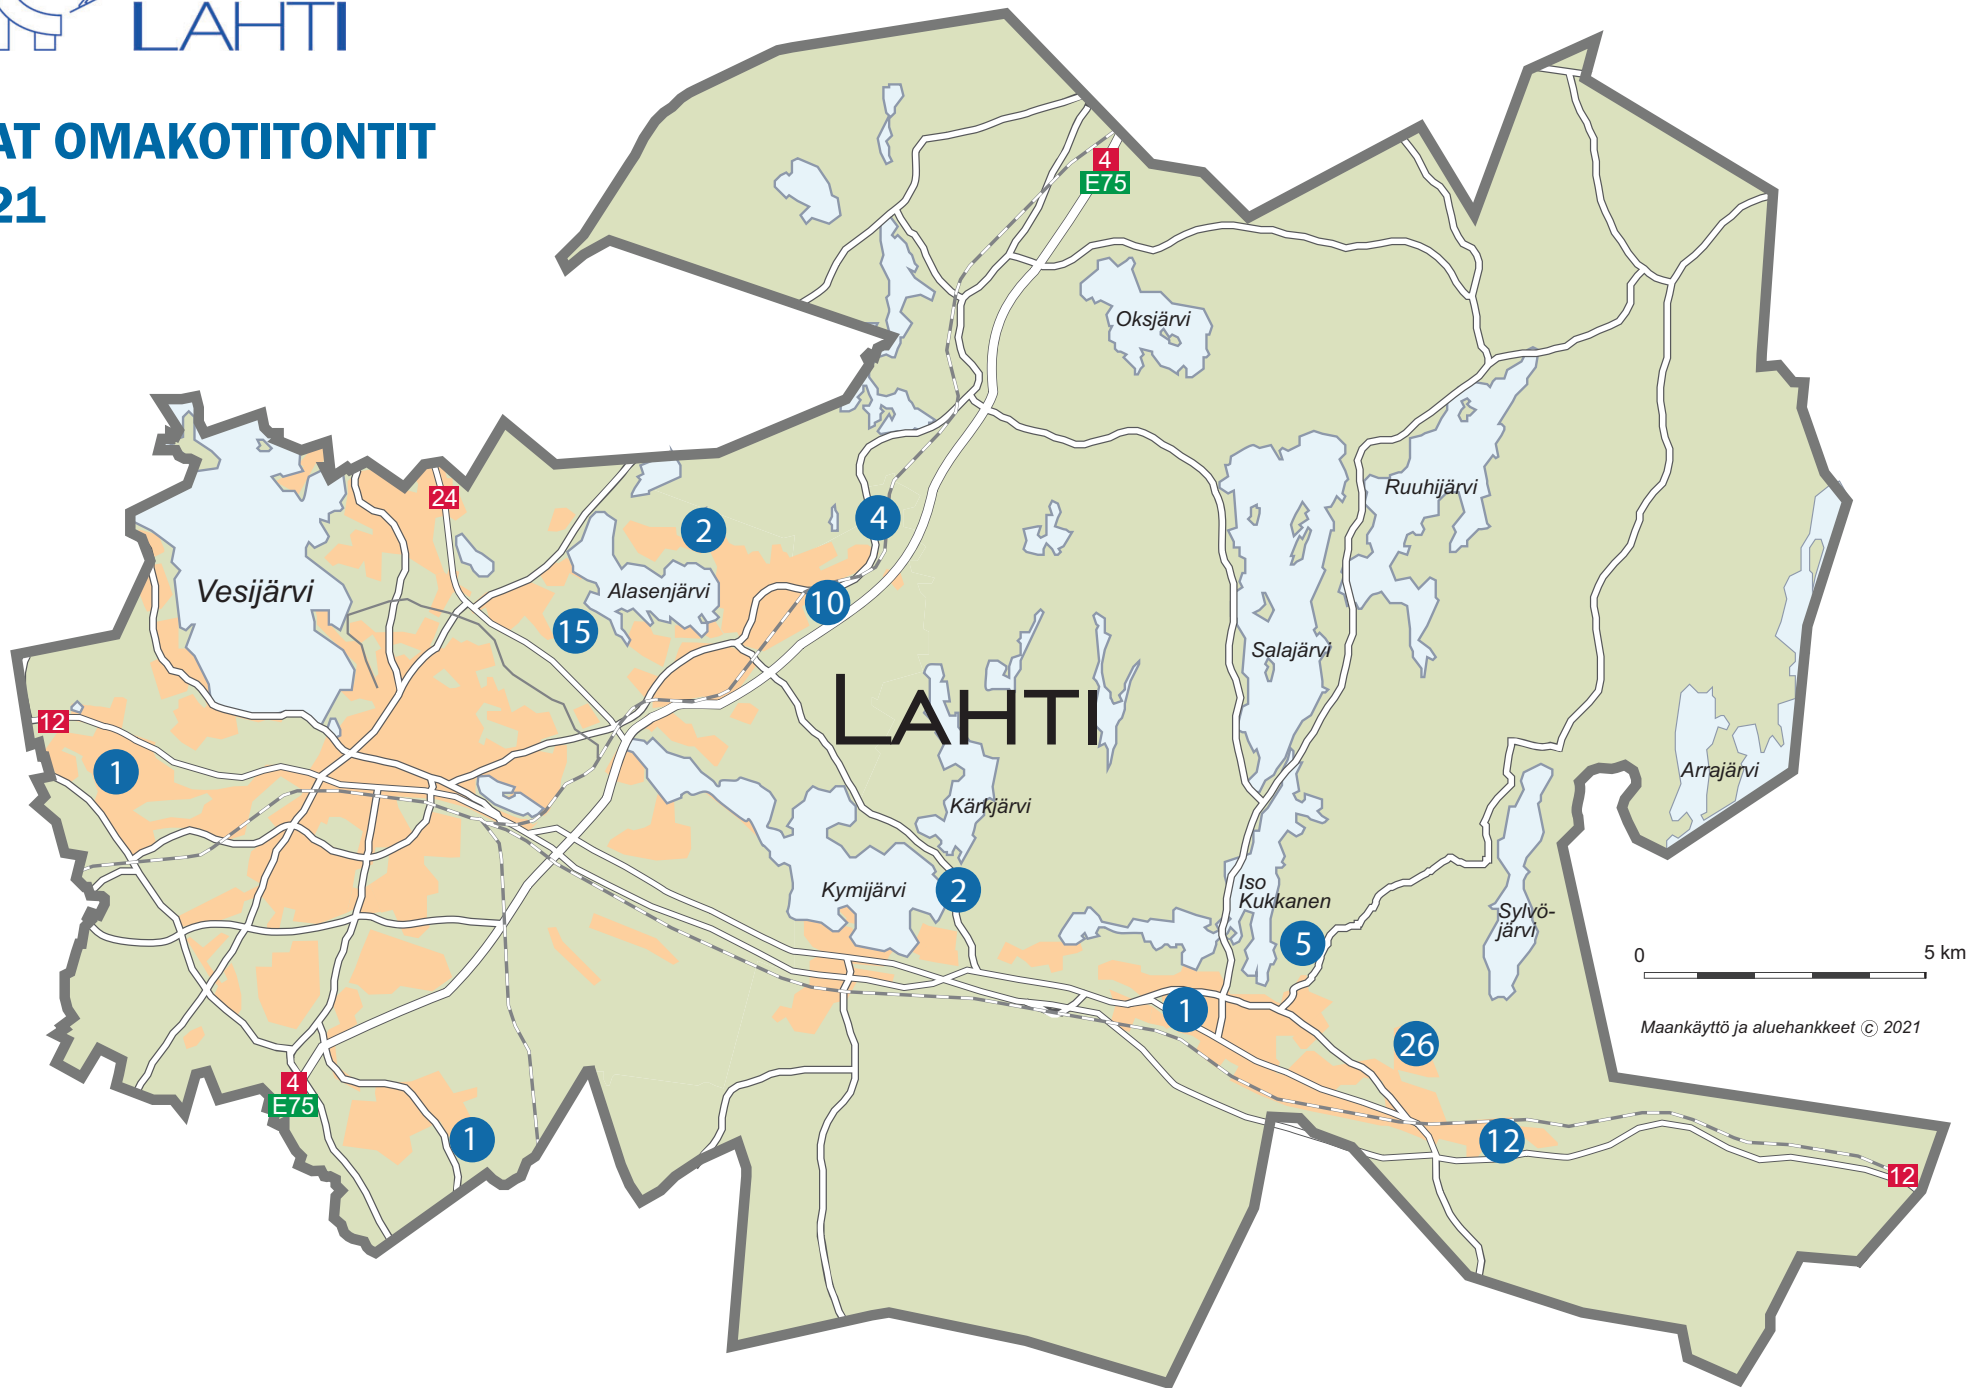 LAHTI
AT OMAKOTITONTIT
21
4
E75
Oksjärvi
24
2
4
Ruuhijärvi
Vesijärvi
Alasenjärvi
10
15
Salajärvi
LAHTI
12
1
Arrajärvi
Kärkjärvi
Kymijärvi
2
Iso
Kukkanen
Sylvö-
järvi
5
0
5 km
1
Maankäyttö ja aluehankkeet © 2021
26
4
E75
1
12
12